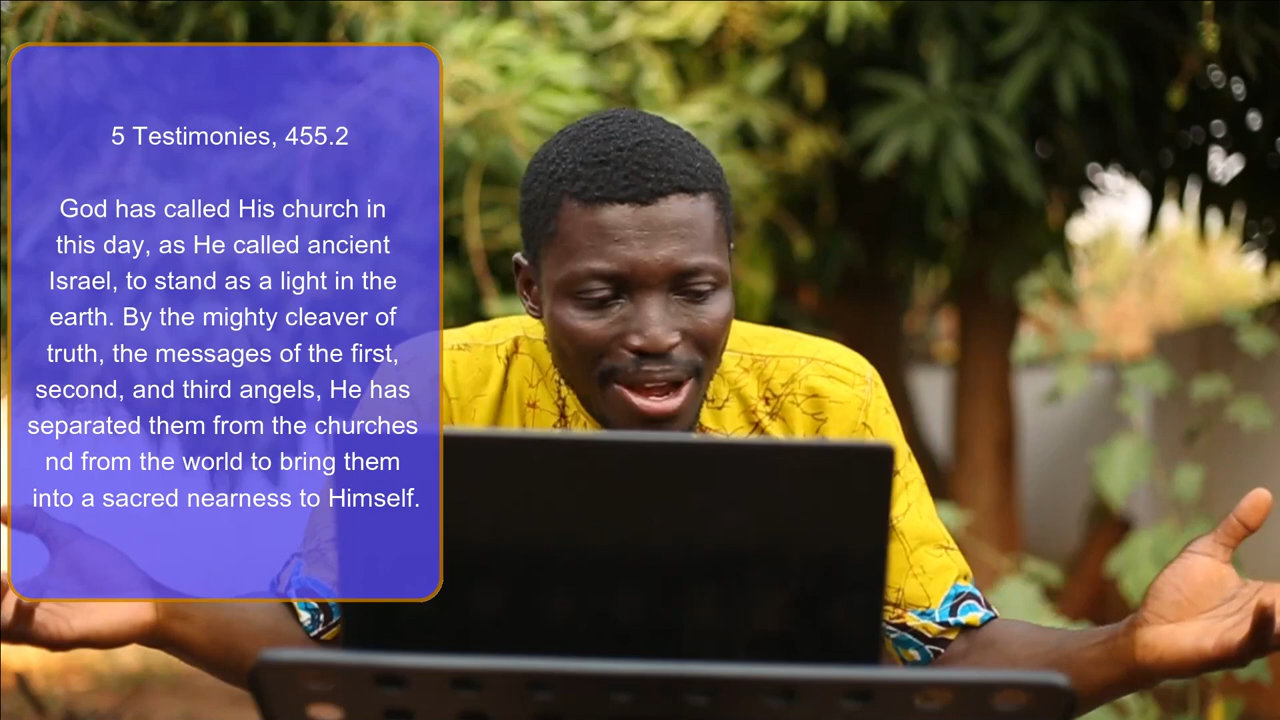 5 Testimonies, 455.2
God has called His church in
this day, as He called ancient
Israel, to stand as a light in the
earth. By the mighty cleaver of
truth, the messages of the first,
second, and third angels, He has
separated them from the churches
nd from the world to bring them
into a sacred nearness to Himself.